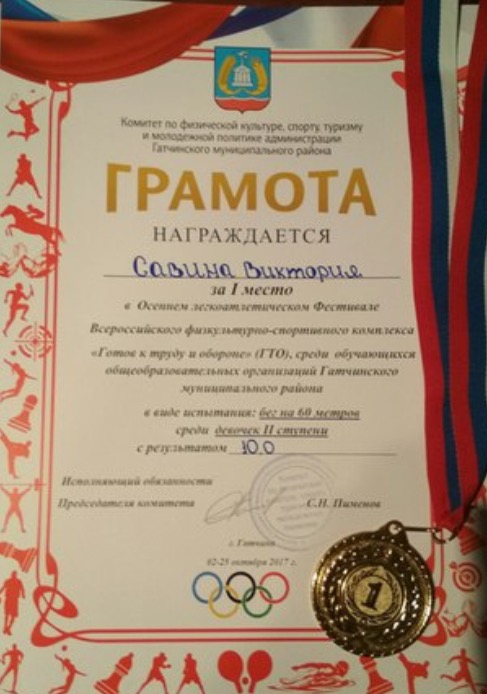 Комитет по физической культуре, спорту, туризму
и молодежной политике администрации
Гатчинского муниципального района
ГРАМОТА
НАГРАЖДАЕТСЯ
Савина Виктория
за I место
в Осеннем легкоатлетическом Фестивале
Всероссийского физкультурно-спортивного комплекса
«Готов к труду и обороне» (ГТО), среди обучающихся
общеобразовательных организаций Гатчинского
муниципального района
в виде испытания: бег на 60 метров
среди девочек II ступени
с результатом 10.0
Исполняющий обязанности
Председателя комитета С.Н. Пименов
г. Гатчина
02-25 октября 2017 г.
1